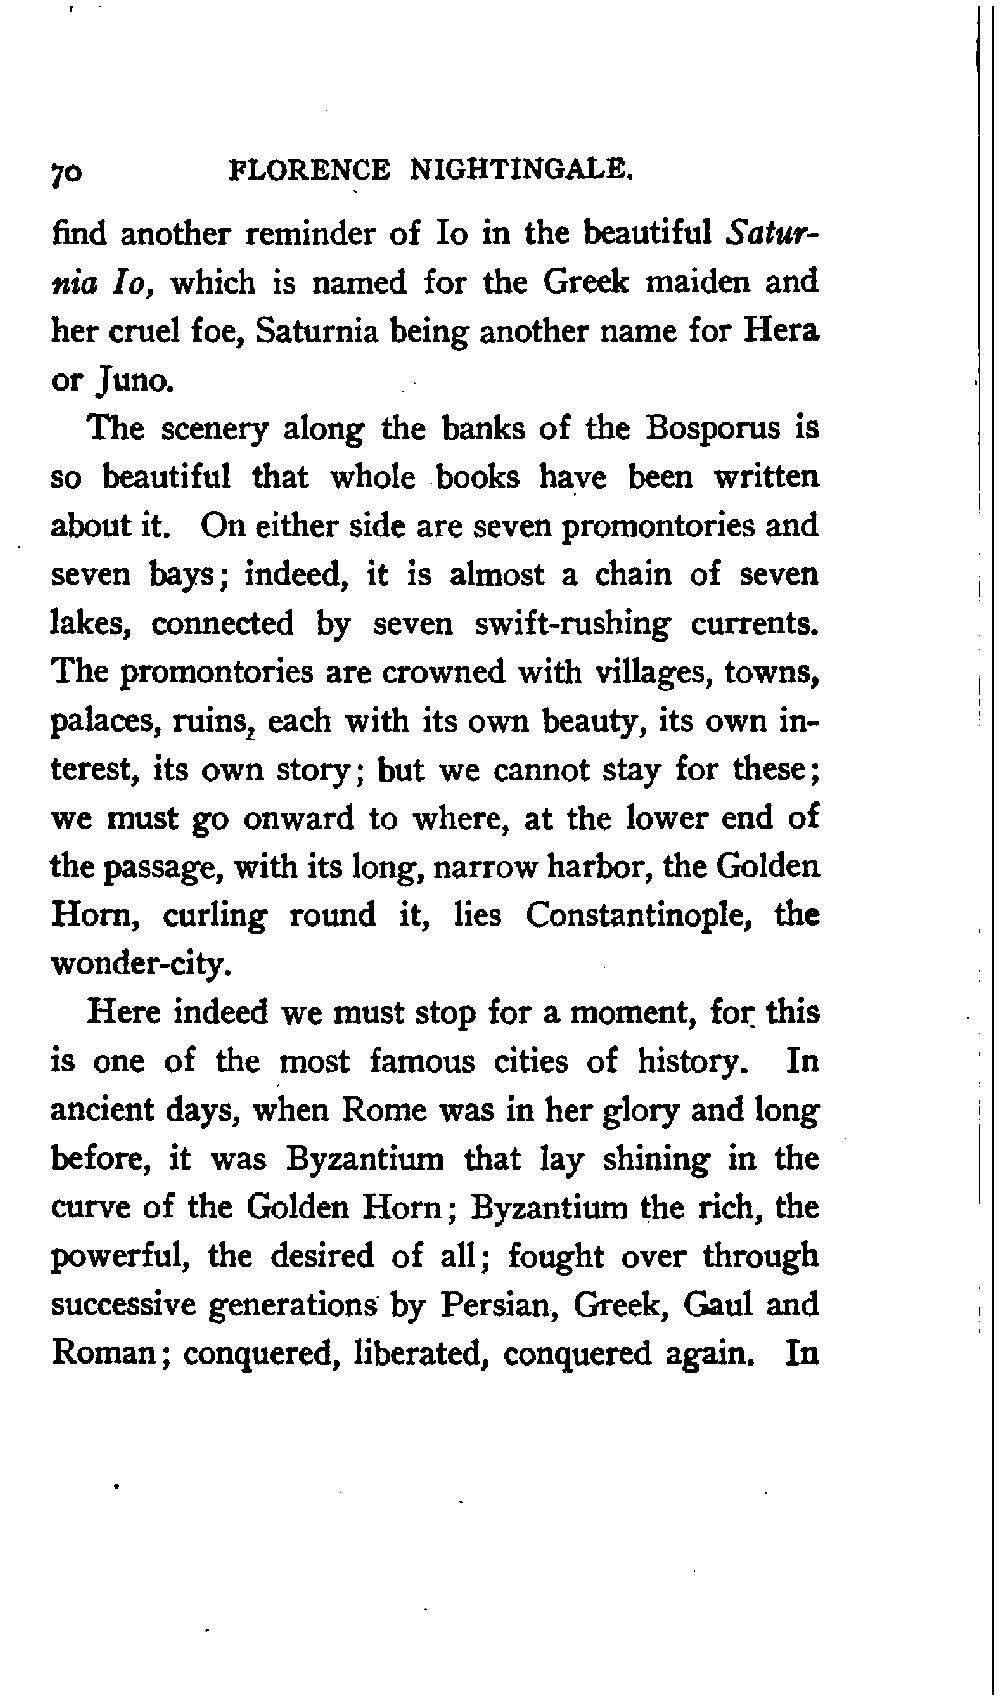 70 FLORENCE NIGHTINGALE.
find another reminder of Io in the beautiful Satur-
nia Io, which is named for the Greek maiden and
her cruel foe, Saturnia being another name for Hera
or Juno.
The scenery along the banks of the Bosporus is
so beautiful that whole books have been written
about it. On either side are seven promontories and
seven bays; indeed, it is almost a chain of seven
lakes, connected by seven swift-rushing currents.
The promontories are crowned with villages, towns,
palaces, ruins, each with its own beauty, its own in-
terest, its own story; but we cannot stay for these;
we must go onward to where, at the lower end of
the passage, with its long, narrow harbor, the Golden
Horn, curling round it, lies Constantinople, the
wonder-city.
Here indeed we must stop for a moment, for this
is one of the most famous cities of history. In
ancient days, when Rome was in her glory and long
before, it was Byzantium that lay shining in the
curve of the Golden Horn; Byzantium the rich, the
powerful, the desired of all; fought over through
successive generations by Persian, Greek, Gaul and
Roman; conquered, liberated, conquered again. In